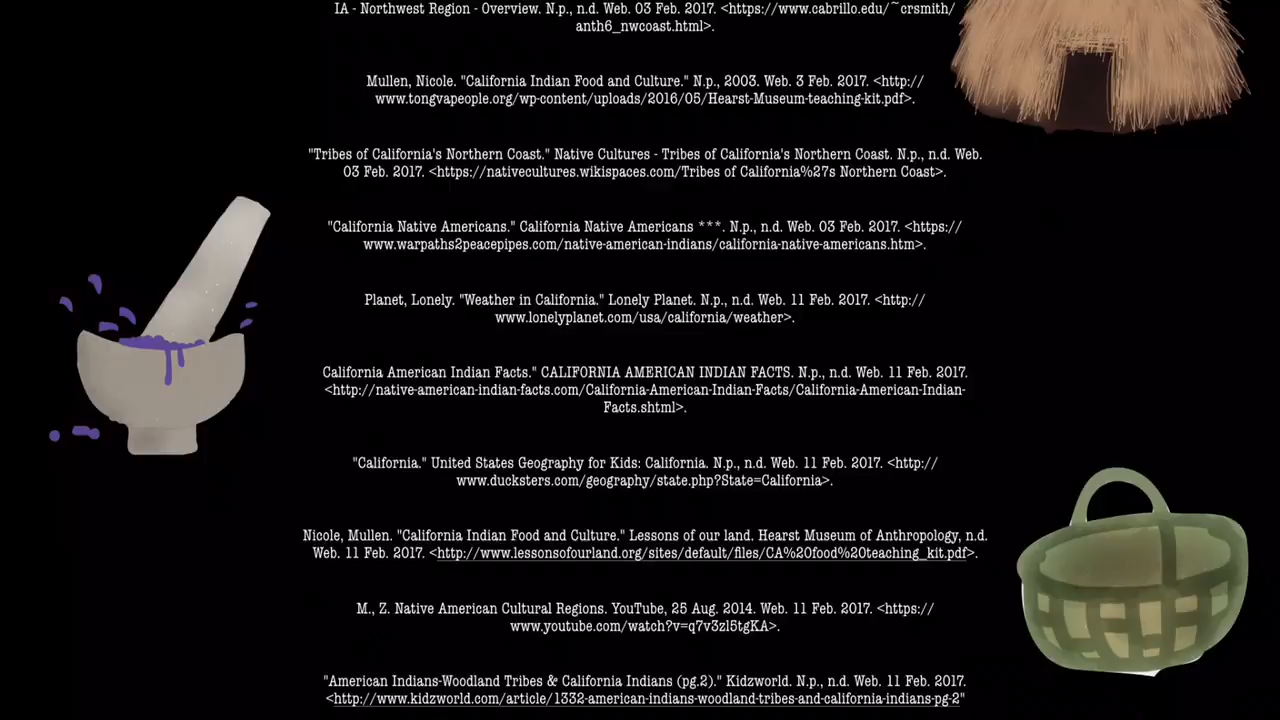 IA - Northwest Region - Overview. N.p., n.d. Web. 03 Feb. 2017. <https://www.cabrillo.edu/~crsmith/
anth6_nwcoast.html>.
Mullen, Nicole. "California Indian Food and Culture." N.p., 2003. Web. 3 Feb. 2017. <http://
www.tongvapeople.org/wp-content/uploads/2016/05/Hearst-Museum-teaching-kit.pdf>.
"Tribes of California's Northern Coast." Native Cultures - Tribes of California's Northern Coast. N.p., n.d. Web.
03 Feb. 2017. <https://nativecultures.wikispaces.com/Tribes of California%27s Northern Coast>.
"California Native Americans." California Native Americans ***. N.p., n.d. Web. 03 Feb. 2017. <https://
www.warpaths2peacepipes.com/native-american-indians/california-native-americans.htm>.
Planet, Lonely. "Weather in California." Lonely Planet. N.p., n.d. Web. 11 Feb. 2017. <http://
www.lonelyplanet.com/usa/california/weather>.
California American Indian Facts." CALIFORNIA AMERICAN INDIAN FACTS. N.p., n.d. Web. 11 Feb. 2017.
<http://native-american-indian-facts.com/California-American-Indian-Facts/California-American-Indian-
Facts.shtml>.
"California." United States Geography for Kids: California. N.p., n.d. Web. 11 Feb. 2017. <http://
www.ducksters.com/geography/state.php?State=California>.
Nicole, Mullen. "California Indian Food and Culture." Lessons of our land. Hearst Museum of Anthropology, n.d.
Web. 11 Feb. 2017. <http://www.lessonsofourland.org/sites/default/files/CA%20food%20teaching_kit.pdf>.
M., Z. Native American Cultural Regions. YouTube, 25 Aug. 2014. Web. 11 Feb. 2017. <https://
www.youtube.com/watch?v=q7v3zl5tgKA>.
"American Indians-Woodland Tribes & California Indians (pg.2)." Kidzworld. N.p., n.d. Web. 11 Feb. 2017.
<http://www.kidzworld.com/article/1332-american-indians-woodland-tribes-and-california-indians-pg-2"